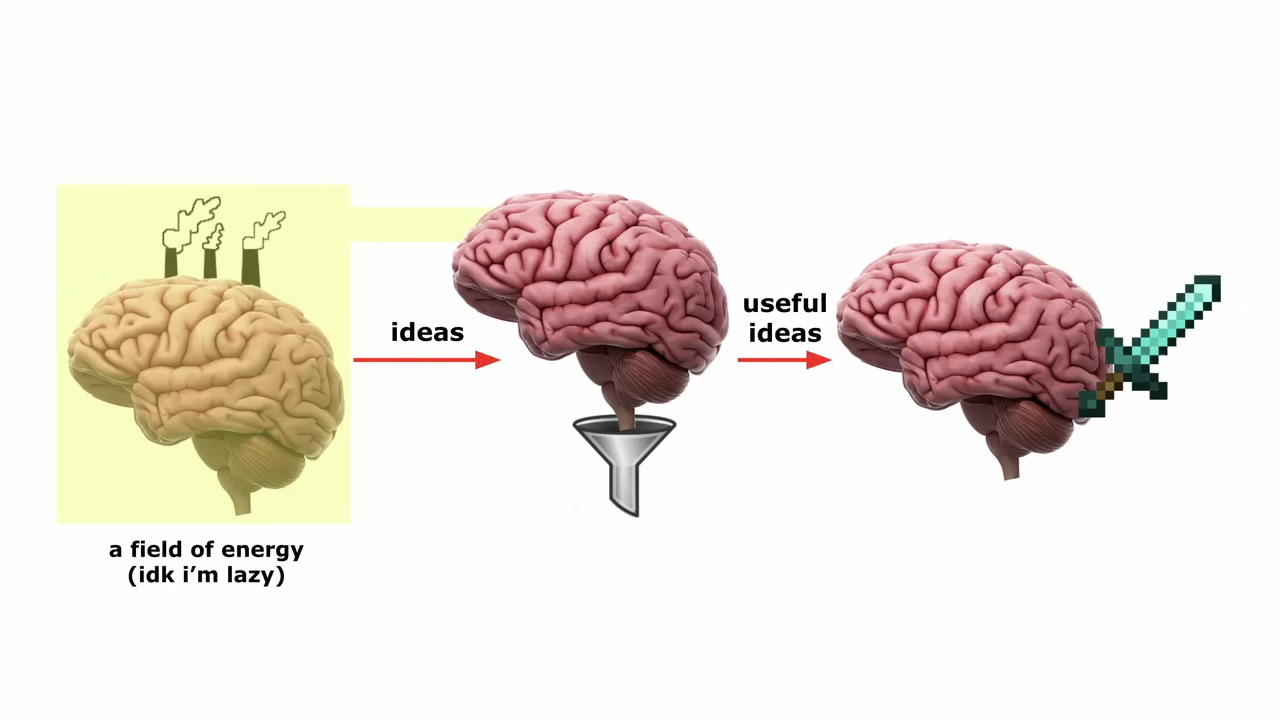 ideas
useful
ideas
a field of energy
(idk i’m lazy)